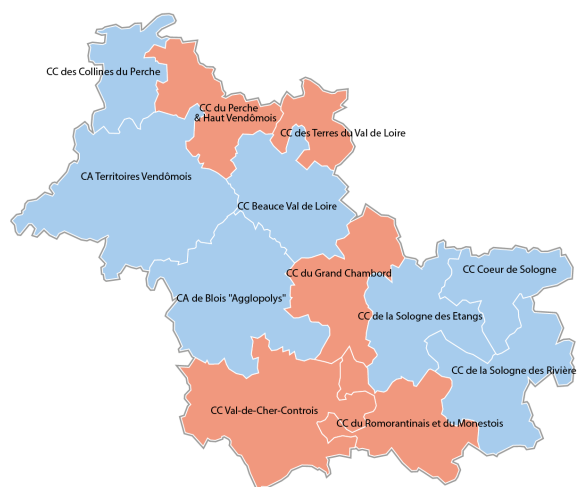 CC des Collines du Perche
CC du Perche
& Haut Vendômois
CC des Terres du Val de Loire
CA Territoires Vendômois
CC Beauce Val de Loire
CC du Grand Chambord
CC Coeur de Sologne
CA de Blois "Agglopolys"
CC de la Sologne des Etangs
CC de la Sologne des Rivière
CC Val-de-Cher-Controis
CC du Romorantinais et du Monestois